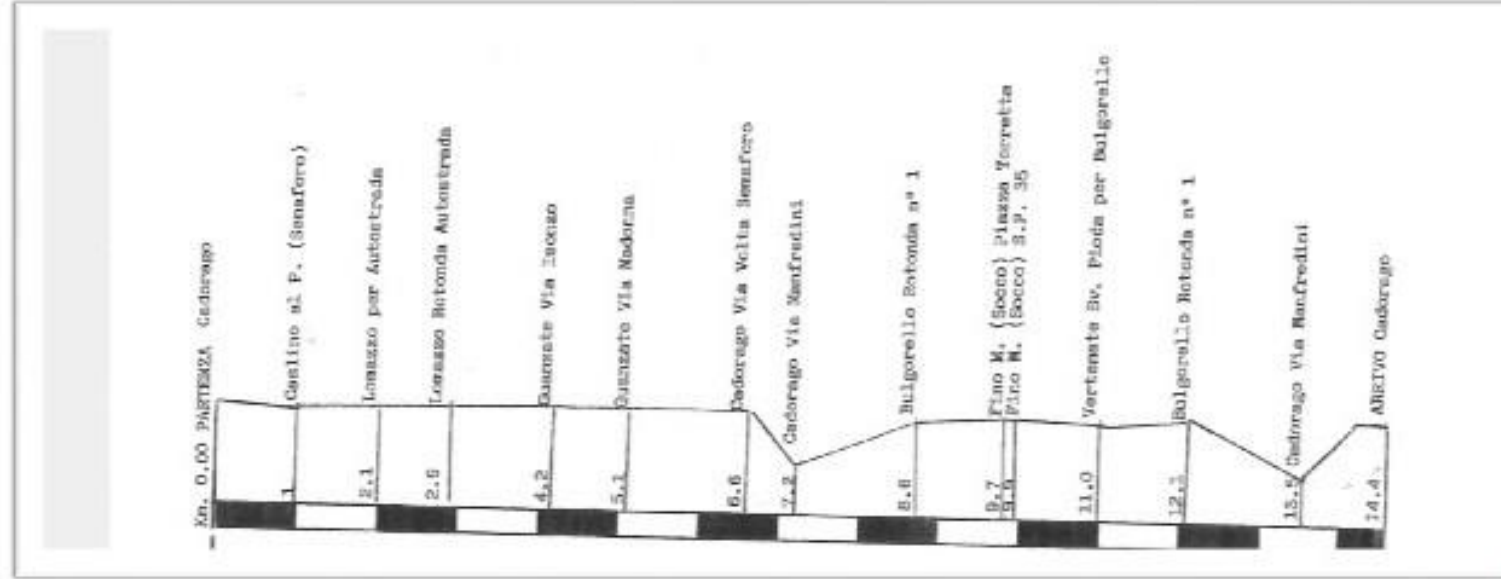 Km. 0,00 PARTENZA Cadorago
1 Caslino al P. (Semaforo)
2.1 Lomazzo per Autostrada
Lomazzo Rotonda Autostrada
4.2 Guanzate Via
5.1 Guanzate VIa Madonna
6.6 Cadorago Via Volta Semaforo
7.2 Cadorago Via Manfredini
8.8 Bulgorello Rotonda n° 1
9.7 Fino M. (Socco) Piazza Torretta
9.9 Fino M. (Socco) S.P. 35
11.0 Vertemate Bv. Pioda per Bulgorello
12.1 Bulgorello Rotonda n° 1
13.5 Cadorago Via Manfredini
14.4 ARRIVO Cadorago